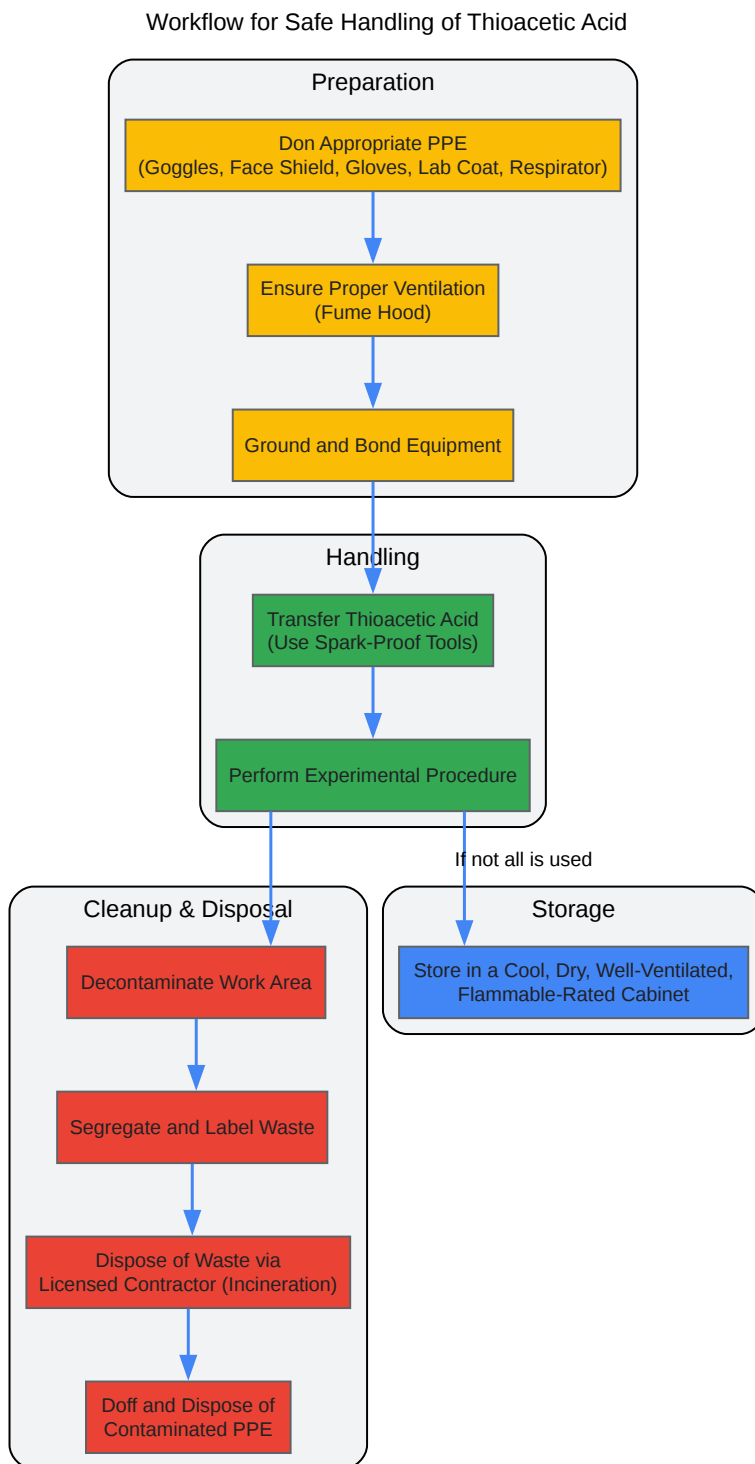 Workflow for Safe Handling of Thioacetic Acid
Preparation
Don Appropriate PPE
(Goggles, Face Shield, Gloves, Lab Coat, Respirator)
Ensure Proper Ventilation
(Fume Hood)
Ground and Bond Equipment
Handling
Transfer Thioacetic Acid
(Use Spark-Proof Tools)
Perform Experimental Procedure
If not all is used
Cleanup & Disposal
Decontaminate Work Area
Segregate and Label Waste
Dispose of Waste via
Licensed Contractor (Incineration)
Doff and Dispose of
Contaminated PPE
Storage
Store in a Cool, Dry, Well-Ventilated,
Flammable-Rated Cabinet